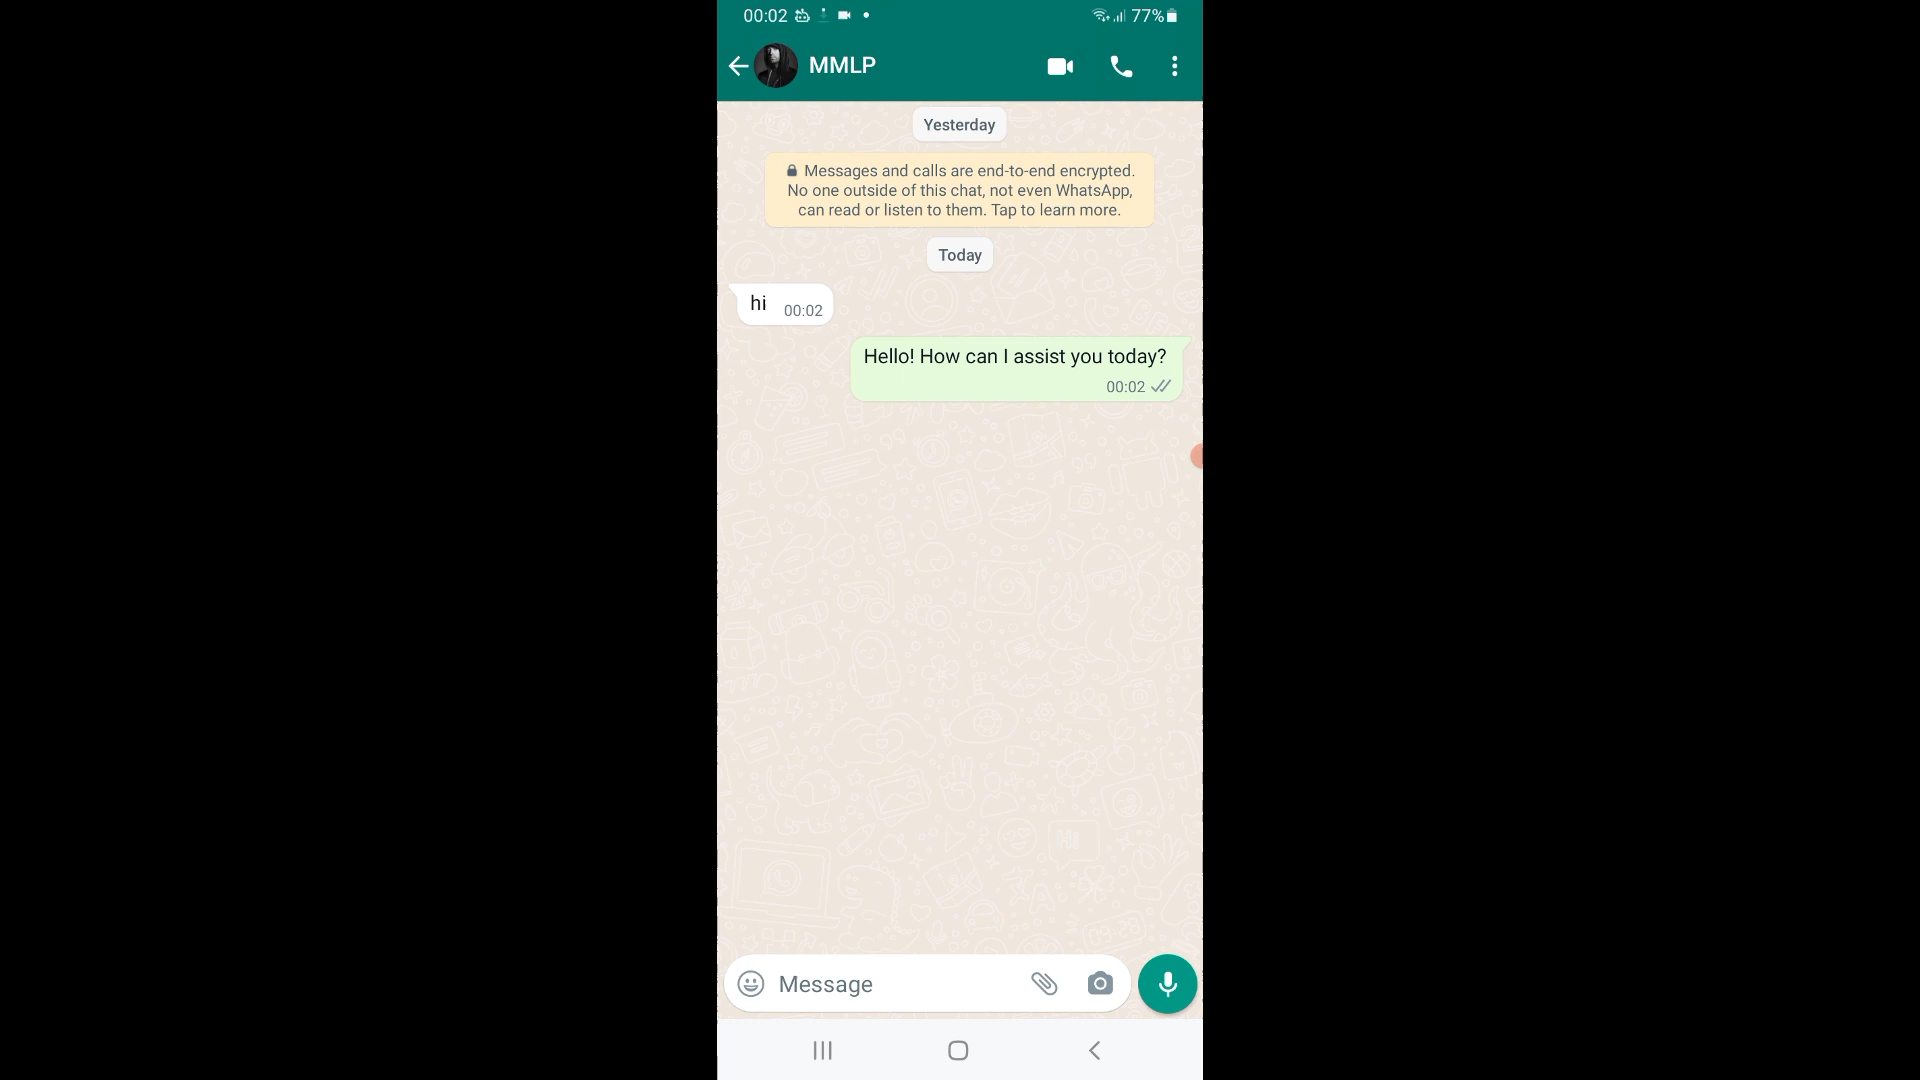 00:02
77%
MMLP
Yesterday
Messages and calls are end-to-end encrypted.
No one outside of this chat, not even WhatsApp,
can read or listen to them. Tap to learn more.
Today
hi 00:02
Hello! How can I assist you today?
00:02
Message